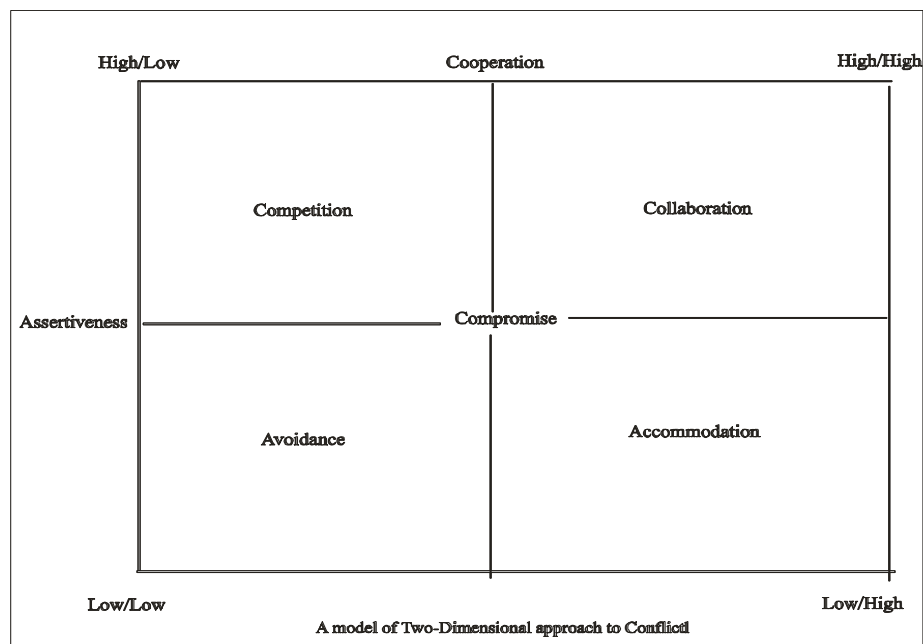 High/Low Cooperation High/High
Competition Collaboration
Assertiveness Compromise
Avoidance Accommodation
Low/Low Low/High
A model of Two-Dimensional approach to Conflictl